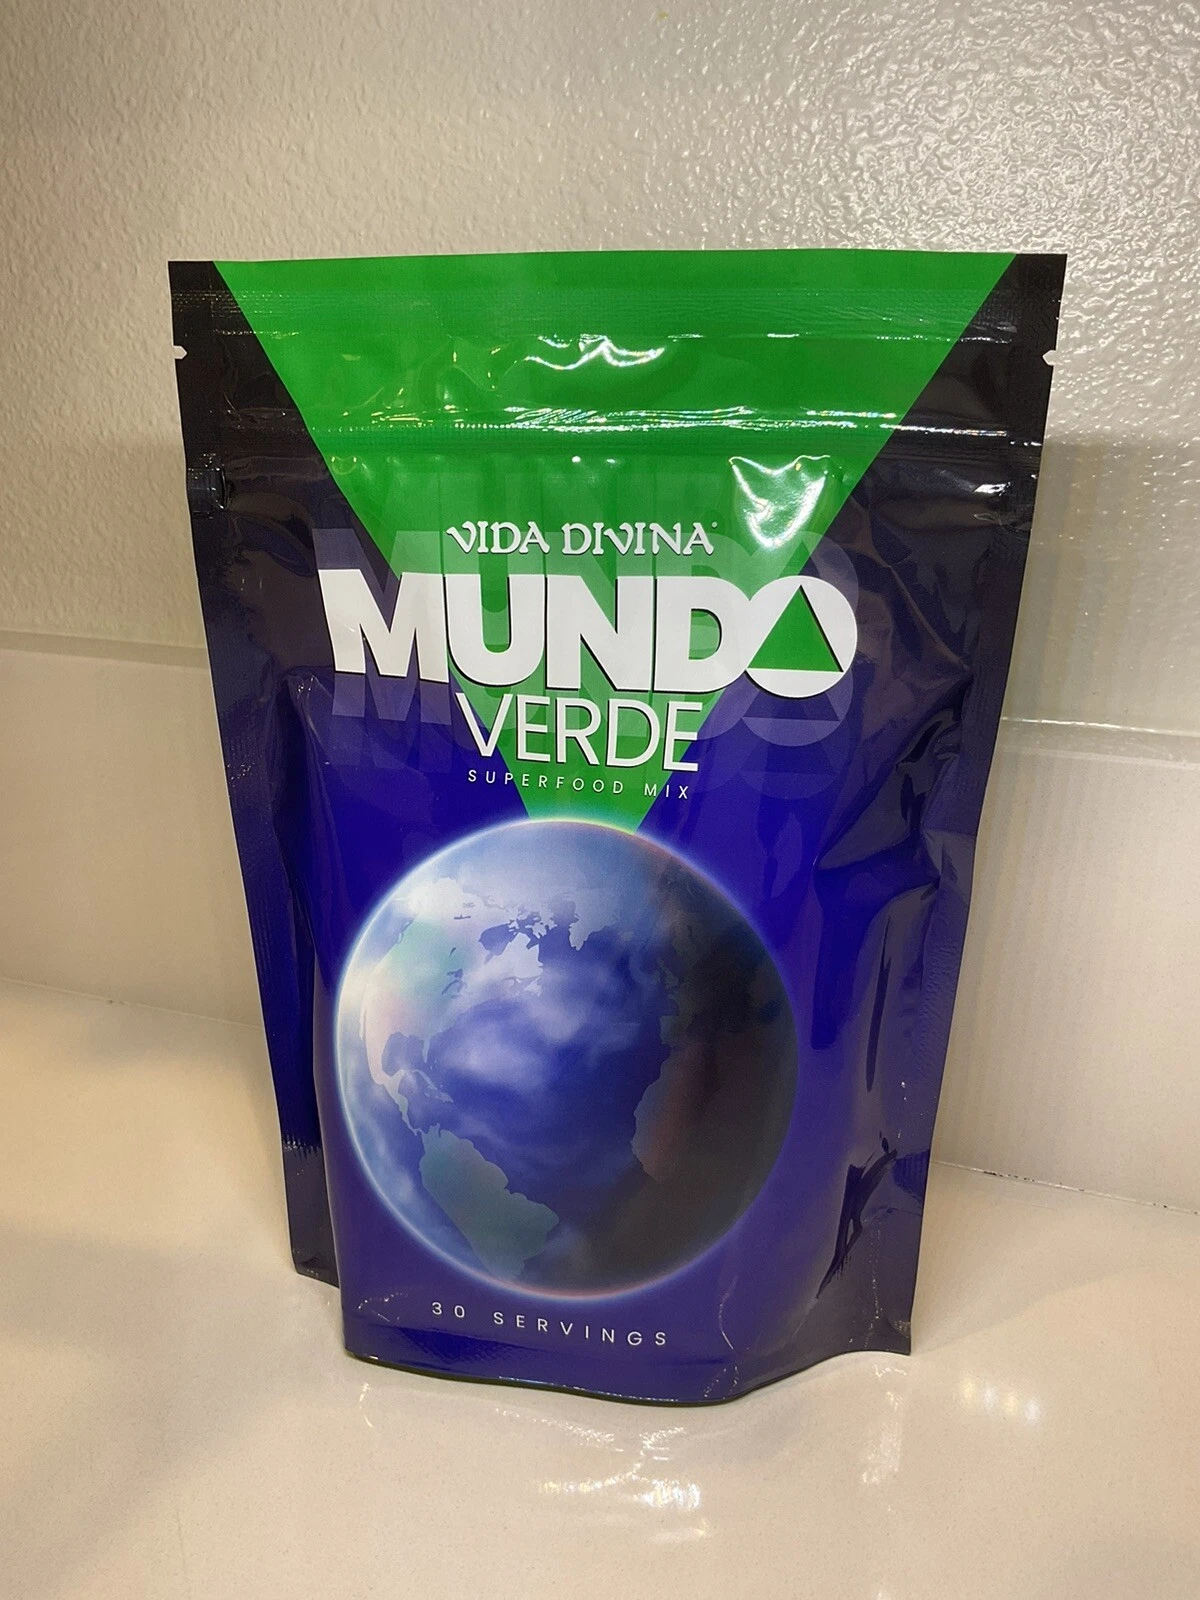 VIDA DIVINA
MUNDO
VERDE
SUPERFOOD MIX
30 SERVINGS